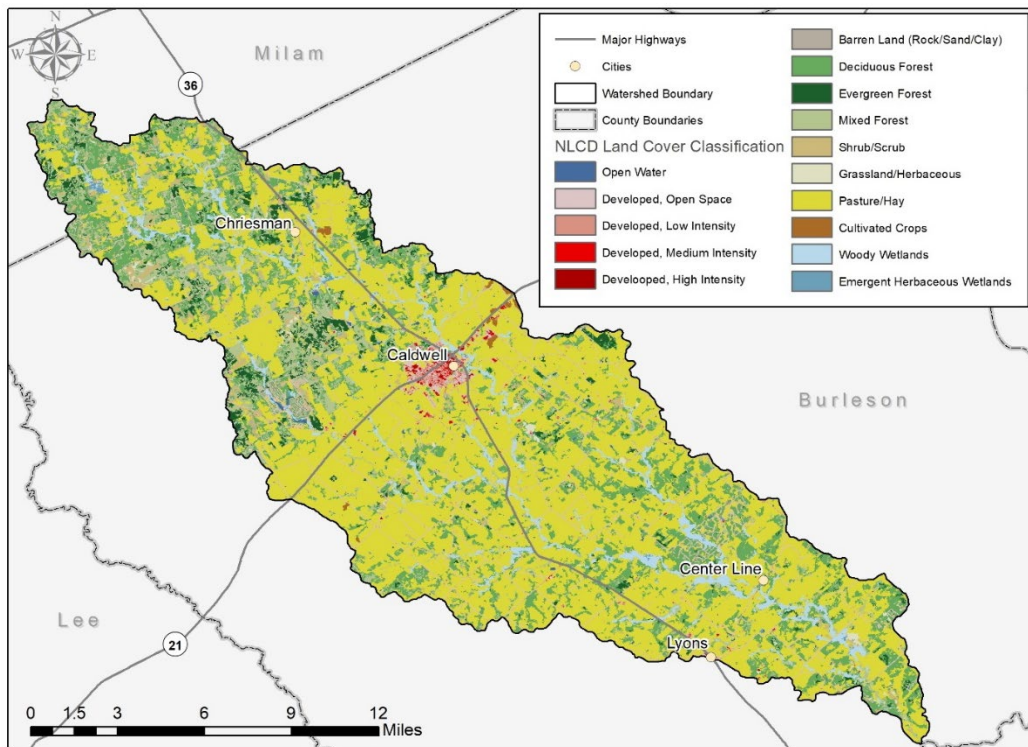 N
W
E
S
Milam
36
Chriesman
Caldwell
Burleson
Center Line
Lyons
Lee
21
0 1.5 3 6 9 12
Miles
Major Highways
Cities
Watershed Boundary
County Boundaries
NLCD Land Cover Classification
Open Water
Developed, Open Space
Developed, Low Intensity
Developed, Medium Intensity
Develooped, High Intensity
Barren Land (Rock/Sand/Clay)
Deciduous Forest
Evergreen Forest
Mixed Forest
Shrub/Scrub
Grassland/Herbaceous
Pasture/Hay
Cultivated Crops
Woody Wetlands
Emergent Herbaceous Wetlands